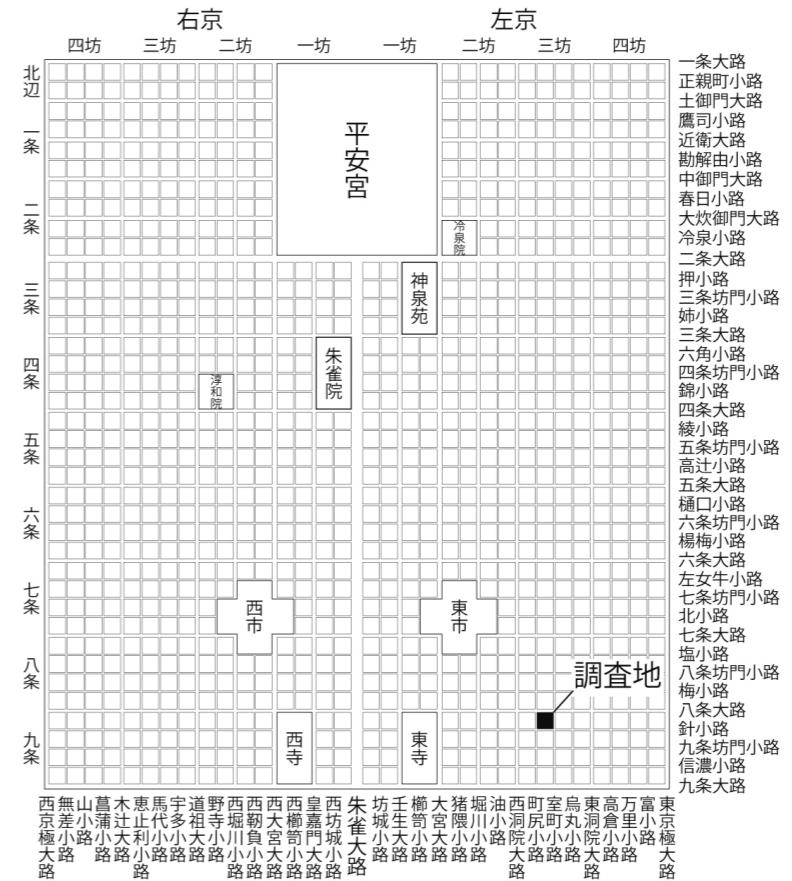 右京
左京
四坊
三坊
二坊
一坊
一坊
二坊
三坊
四坊
北辺
一条
二条
三条
四条
五条
六条
七条
八条
九条
平安宮
冷泉院
神泉苑
朱雀院
淳和院
西市
東市
調査地
西寺
東寺
一条大路
正親町小路
土御門大路
鷹司小路
近衛大路
勘解由小路
中御門大路
春日小路
大炊御門大路
冷泉小路
二条大路
押小路
三条坊門小路
姉小路
三条大路
六角小路
四条坊門小路
錦小路
四条大路
綾小路
五条坊門小路
高辻小路
五条大路
樋口小路
六条坊門小路
楊梅小路
六条大路
左女牛小路
七条坊門小路
北小路
七条大路
塩小路
八条坊門小路
梅小路
八条大路
針小路
九条坊門小路
信濃小路
九条大路
西京極大路
無差小路
山小路
菖蒲小路
木辻大路
恵止利小路
馬代小路
宇多小路
道祖大路
野寺小路
西堀川小路
西靭負小路
西大宮大路
西櫛笥小路
皇嘉門大路
西坊城小路
朱雀大路
坊城小路
壬生大路
櫛笥小路
大宮大路
猪隈小路
堀川小路
油小路
西洞院大路
町尻小路
室町小路
烏丸小路
東洞院大路
高倉小路
万里小路
富小路
東京極大路